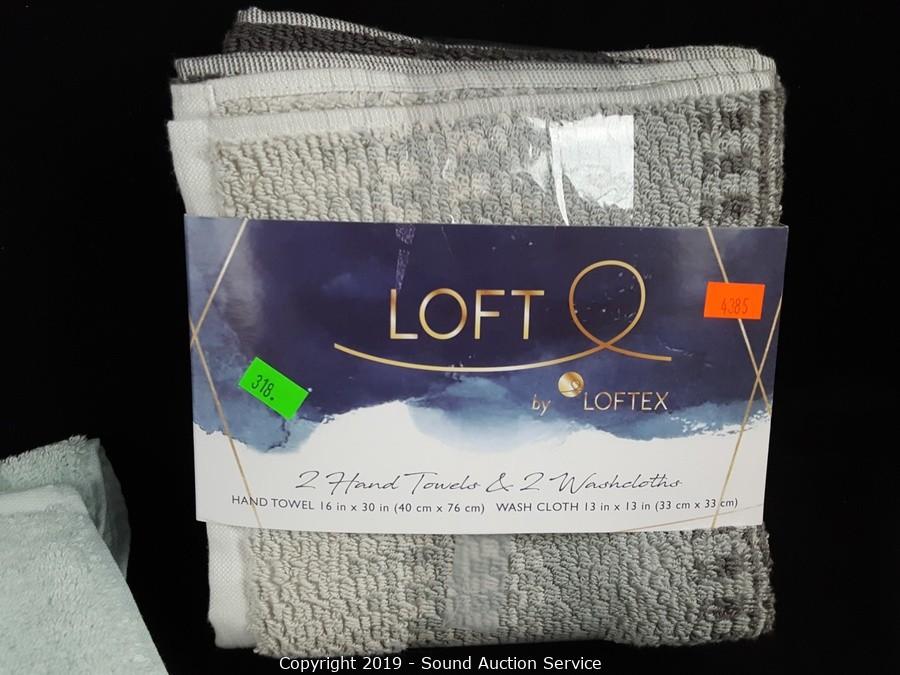 LOFT
4385
318.
by LOFTEX
2 Hand Towels & 2 Washcloths
HAND TOWEL 16 in x 30 in (40 cm x 76 cm) WASH CLOTH 13 in x 13 in (33 cm x 33 cm)
Copyright 2019 - Sound Auction Service